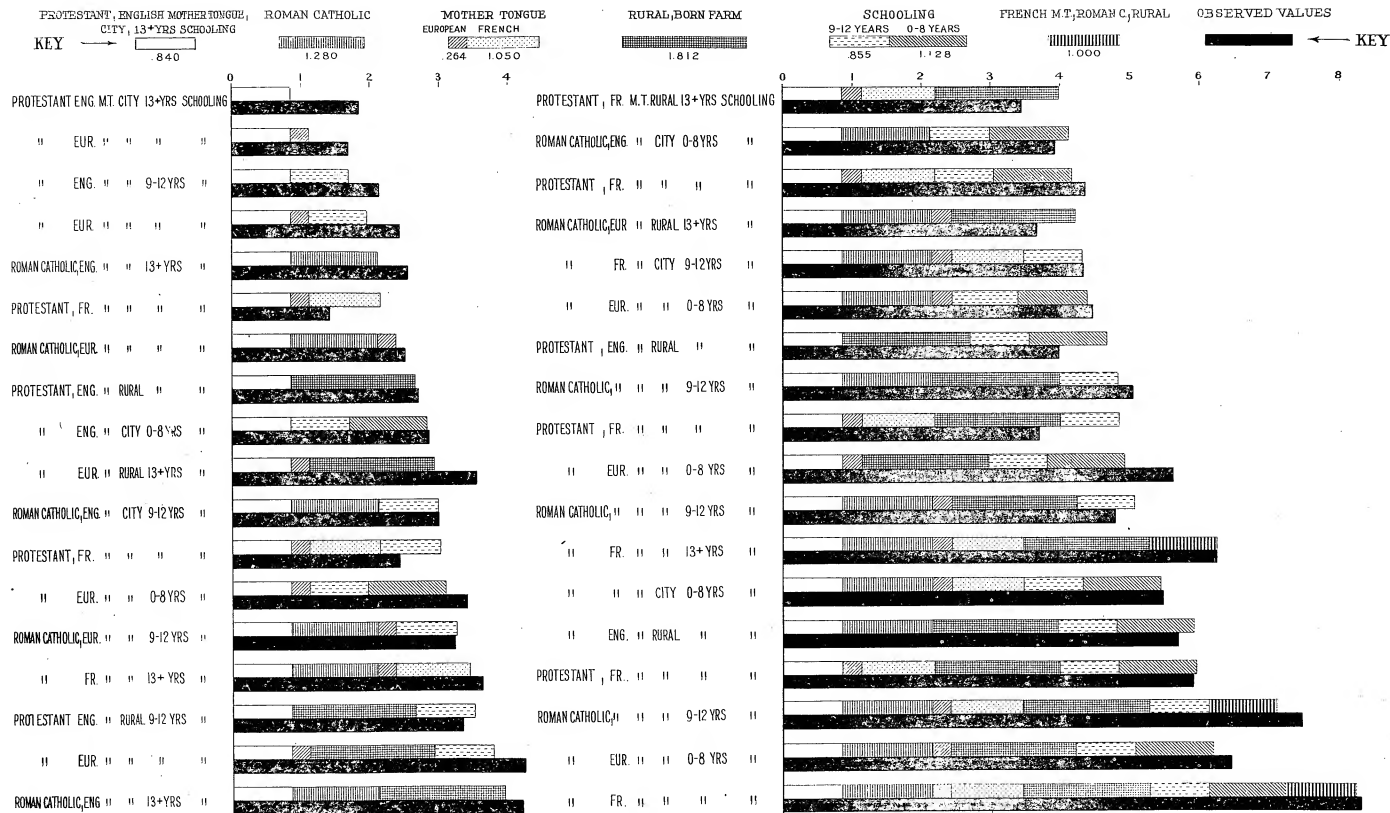 PROTESTANT, ENGLISH MOTHER TONGUE, CITY, 13+YRS SCHOOLING
.840
ROMAN CATHOLIC
1.280
MOTHER TONGUE
EUROPEAN FRENCH
.264 1.050
RURAL, BORN FARM
1.812
SCHOOLING
9-12 YEARS 0-8 YEARS
.855 1.128
FRENCH M.T., ROMAN C., RURAL
1.000
OBSERVED VALUES
KEY
KEY
0 1 2 3 4
PROTESTANT ENG. M.T. CITY 13+YRS SCHOOLING
" EUR. " " " "
" ENG. " " 9-12 YRS "
" EUR. " " " "
ROMAN CATHOLIC, ENG. " " 13+YRS "
PROTESTANT, FR. " " " "
ROMAN CATHOLIC, EUR. " " " "
PROTESTANT, ENG. " RURAL " "
" ENG. " CITY 0-8 YRS "
" EUR. " RURAL 13+YRS "
ROMAN CATHOLIC, ENG. " CITY 9-12 YRS "
PROTESTANT, FR. " " " "
" EUR. " " 0-8 YRS "
ROMAN CATHOLIC, EUR. " " 9-12 YRS "
" FR. " " 13+ YRS "
PROTESTANT ENG. " RURAL 9-12 YRS "
" EUR. " " " "
ROMAN CATHOLIC, ENG " " 13+YRS "
0 1 2 3 4 5 6 7 8
PROTESTANT, FR. M.T. RURAL 13+YRS SCHOOLING
ROMAN CATHOLIC, ENG. " CITY 0-8 YRS "
PROTESTANT, FR. " " " "
ROMAN CATHOLIC, EUR " RURAL 13+YRS "
" FR. " CITY 9-12 YRS "
" EUR. " " 0-8 YRS "
PROTESTANT, ENG. " RURAL " "
ROMAN CATHOLIC, " " " 9-12 YRS "
PROTESTANT, FR. " " " "
" EUR. " " 0-8 YRS "
ROMAN CATHOLIC, " " " 9-12 YRS "
" FR. " " 13+YRS "
" " " CITY 0-8 YRS "
" ENG. " RURAL " "
PROTESTANT, FR.. " " " "
ROMAN CATHOLIC, " " " 9-12 YRS "
" EUR. " " 0-8 YRS "
" FR. " " " "